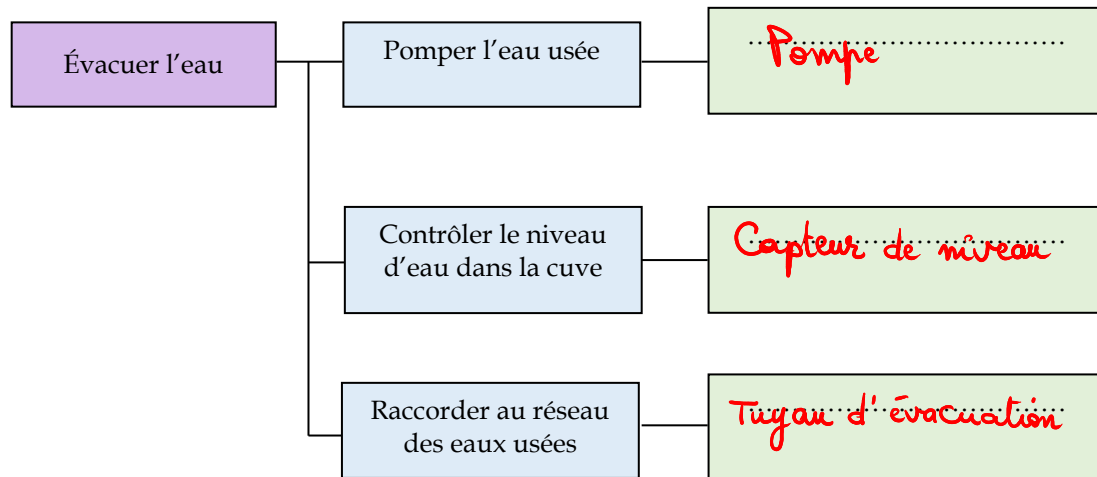 Évacuer l’eau
Pomper l’eau usée
Pompe
Contrôler le niveau
d’eau dans la cuve
Capteur de niveau
Raccorder au réseau
des eaux usées
Tuyau d'évacuation